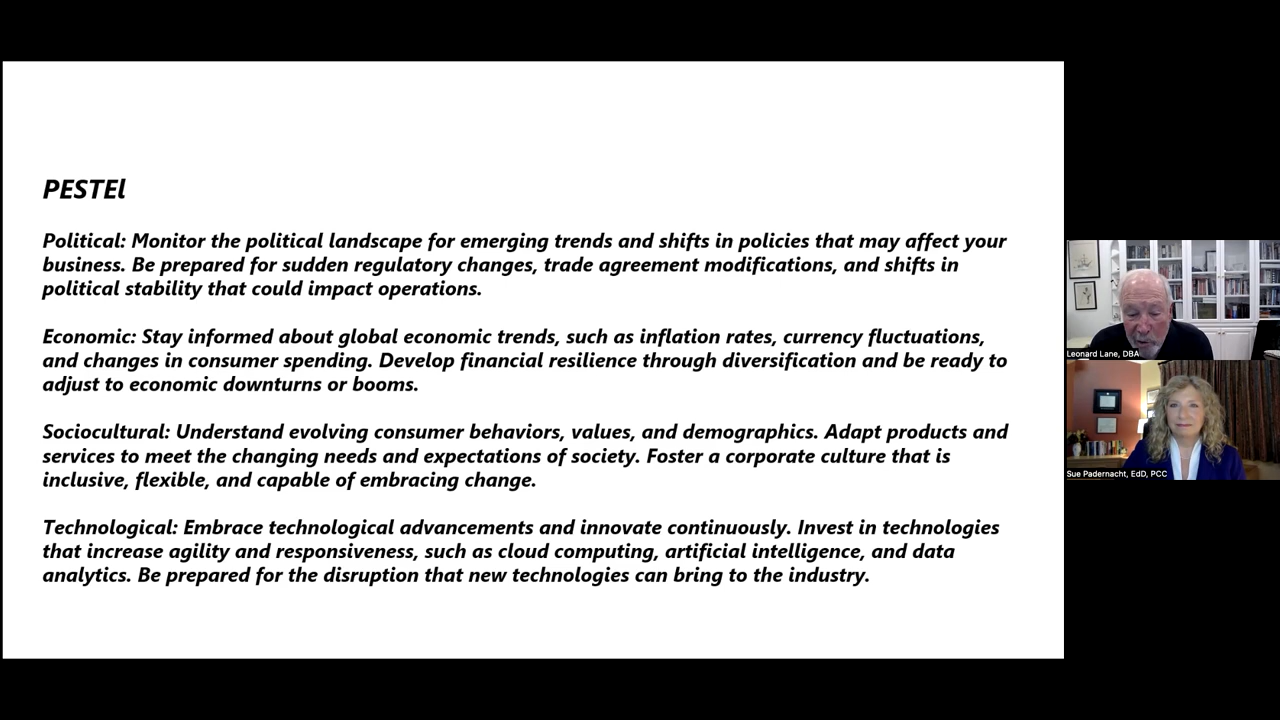 PESTEl
Political: Monitor the political landscape for emerging trends and shifts in policies that may affect your
business. Be prepared for sudden regulatory changes, trade agreement modifications, and shifts in
political stability that could impact operations.
Economic: Stay informed about global economic trends, such as inflation rates, currency fluctuations,
and changes in consumer spending. Develop financial resilience through diversification and be ready to
adjust to economic downturns or booms.
Sociocultural: Understand evolving consumer behaviors, values, and demographics. Adapt products and
services to meet the changing needs and expectations of society. Foster a corporate culture that is
inclusive, flexible, and capable of embracing change.
Technological: Embrace technological advancements and innovate continuously. Invest in technologies
that increase agility and responsiveness, such as cloud computing, artificial intelligence, and data
analytics. Be prepared for the disruption that new technologies can bring to the industry.
Leonard Lane, DBA
Sue Padernacht, EdD, PCC